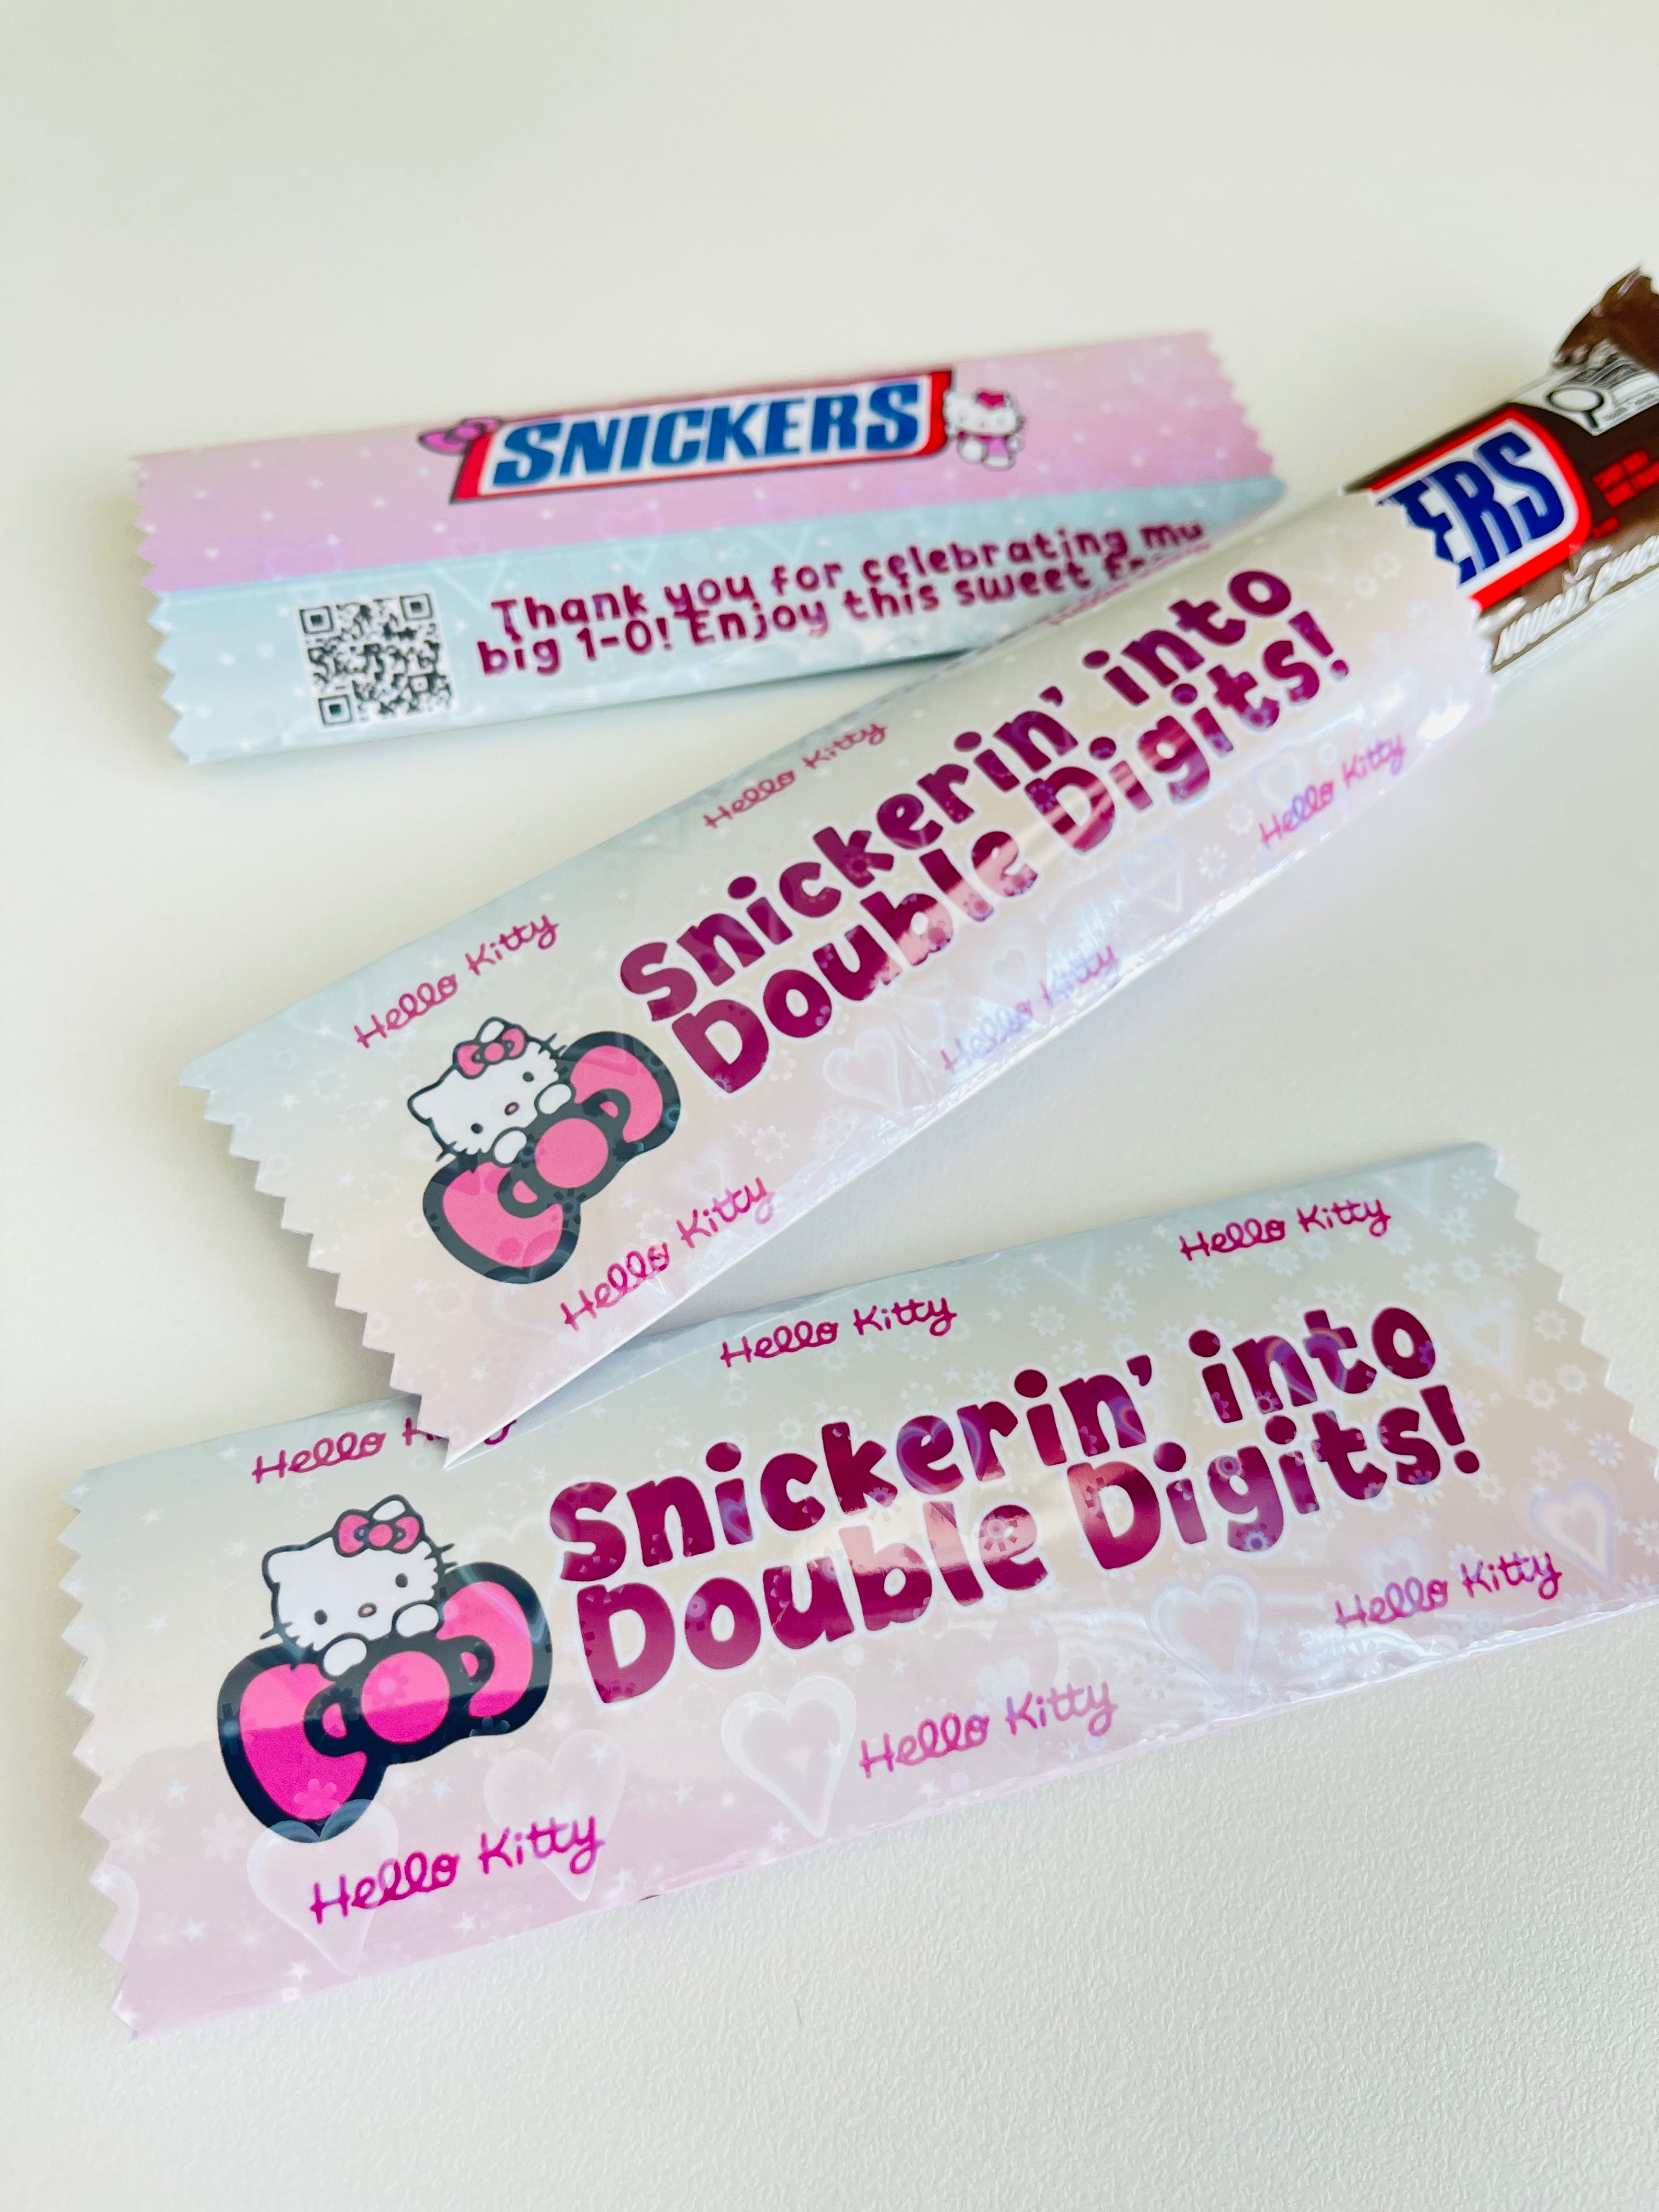 SNICKERS
Thank you for celebrating my
big 1-0! Enjoy this sweet
ERS
Hello Kitty
Hello Kitty
Snickerin' into
Double Digits!
Hello Kitty
Hello Kitty
Hello Kitty
Hello Kitty
Hello Kitty
Hello
Snickerin' into
Double Digits!
Hello Kitty
Hello Kitty
Hello Kitty